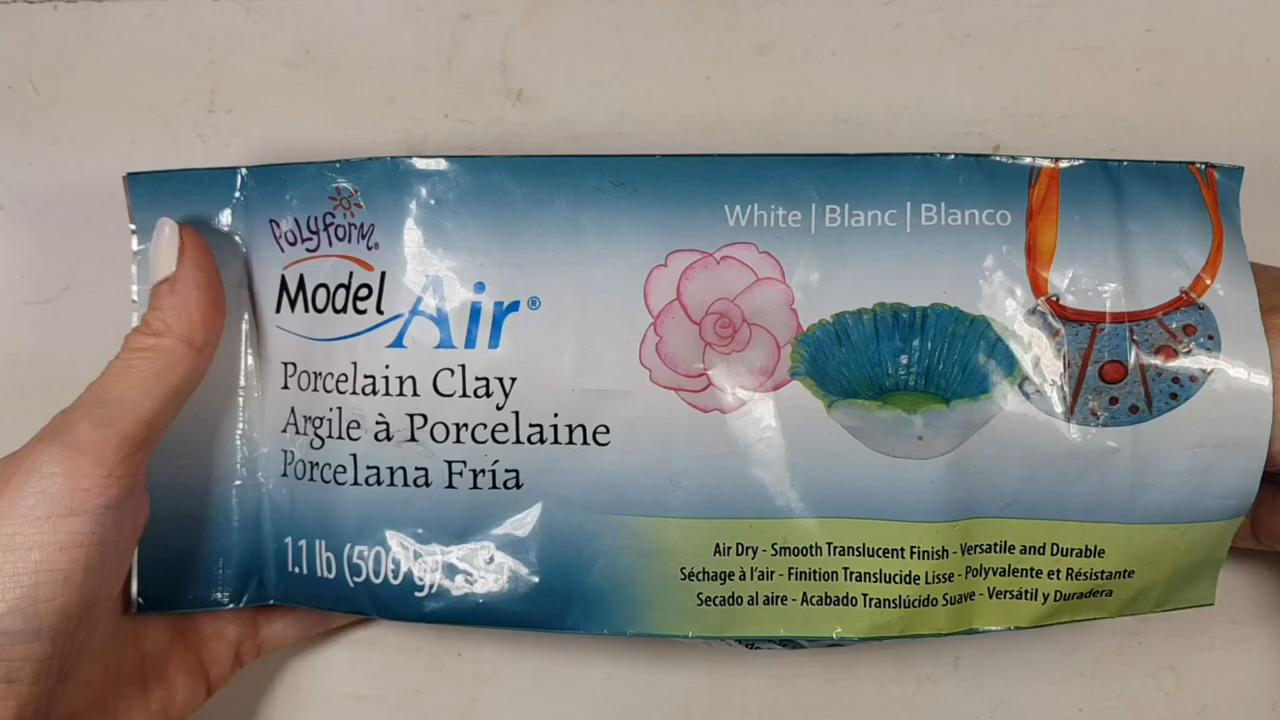 POLYform®
Model Air®
Porcelain Clay
Argile à Porcelaine
Porcelana Fría
1.1 lb (500 g)
White | Blanc | Blanco
Air Dry - Smooth Translucent Finish - Versatile and Durable
Séchage à l'air - Finition Translucide Lisse - Polyvalente et Résistante
Secado al aire - Acabado Translúcido Suave - Versátil y Duradera